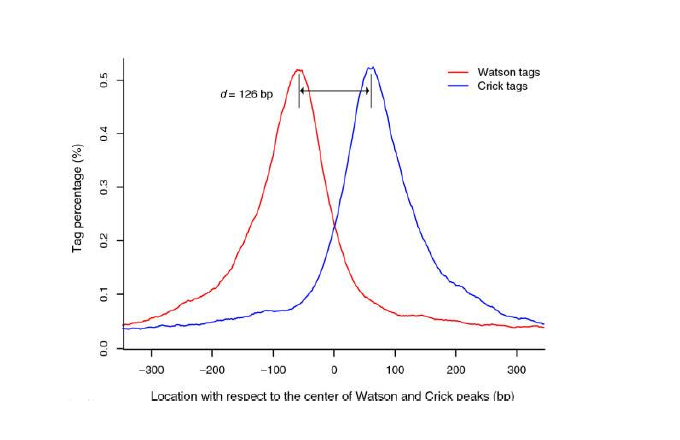 Watson tags
Crick tags
d = 126 bp
Tag percentage (%)
0.5
0.4
0.3
0.2
0.1
0.0
−300 −200 −100 0 100 200 300
Location with respect to the center of Watson and Crick peaks (bp)